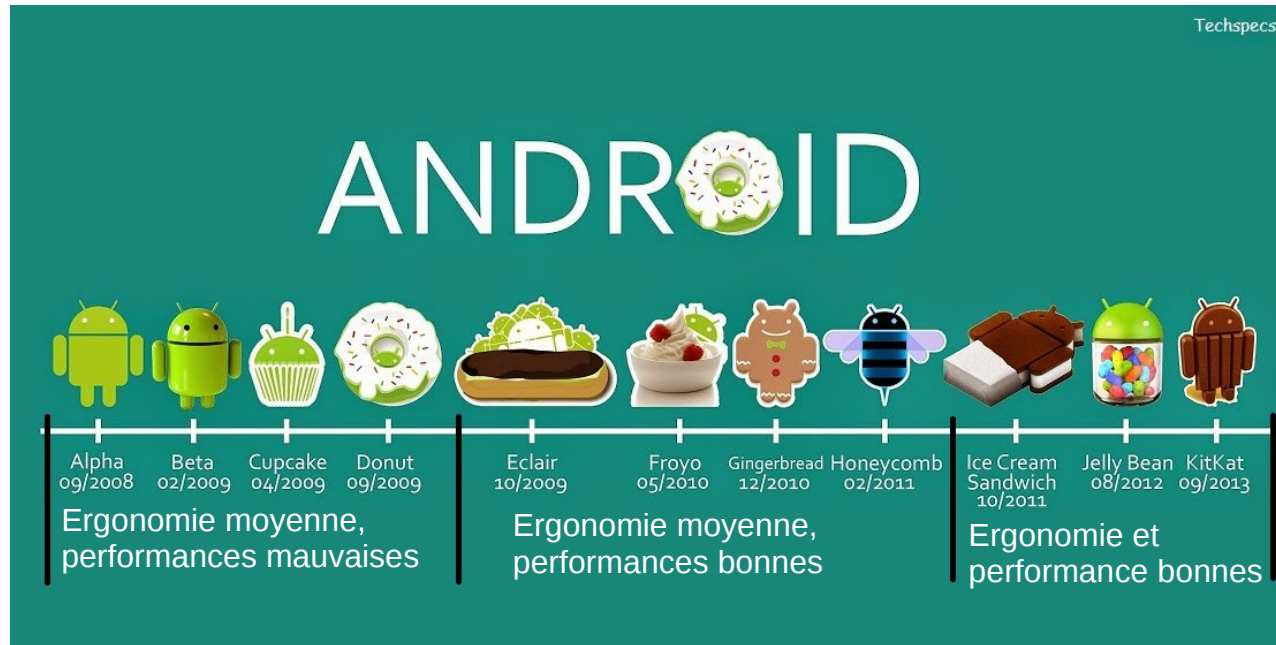 Techspecs
ANDROID
Alpha
09/2008
Beta
02/2009
Cupcake
04/2009
Donut
09/2009
Eclair
10/2009
Froyo
05/2010
Gingerbread
12/2010
Honeycomb
02/2011
Ice Cream
Sandwich
10/2011
Jelly Bean
08/2012
KitKat
09/2013
Ergonomie moyenne,
performances mauvaises
Ergonomie moyenne,
performances bonnes
Ergonomie et
performance bonnes